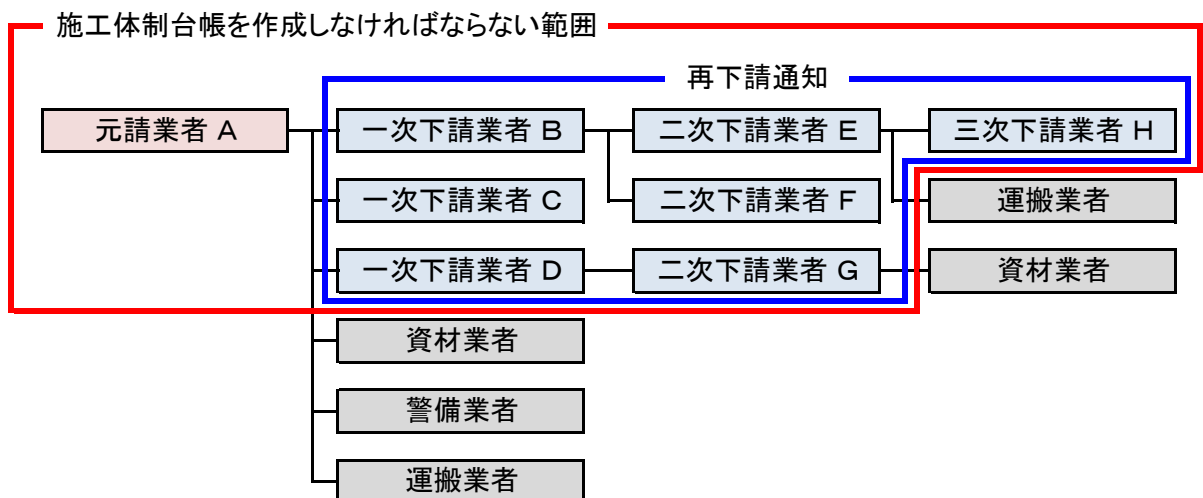 施工体制台帳を作成しなければならない範囲
再下請通知
元請業者 A
一次下請業者 B
二次下請業者 E
三次下請業者 H
一次下請業者 C
二次下請業者 F
運搬業者
一次下請業者 D
二次下請業者 G
資材業者
資材業者
警備業者
運搬業者